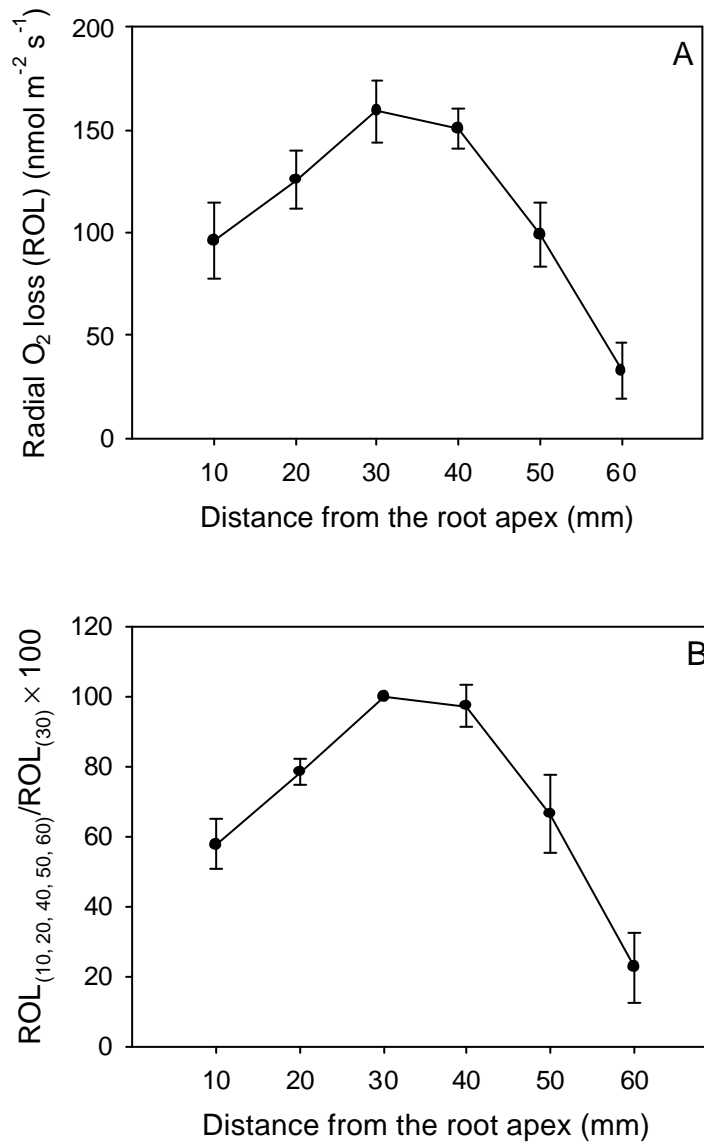 A
Radial O₂ loss (ROL) (nmol m⁻² s⁻¹)
200
150
100
50
0
10 20 30 40 50 60
Distance from the root apex (mm)
B
ROL₍₁₀, ₂₀, ₄₀, ₅₀, ₆₀₎/ROL₍₃₀₎ × 100
120
100
80
60
40
20
0
10 20 30 40 50 60
Distance from the root apex (mm)